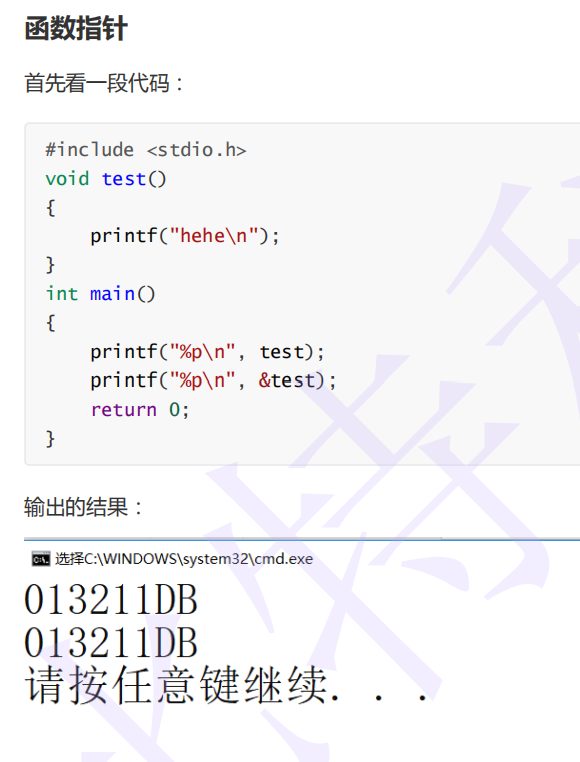 函数指针
首先看一段代码：
#include <stdio.h>
void test()
{
    printf("hehe\n");
}
int main()
{
    printf("%p\n", test);
    printf("%p\n", &test);
    return 0;
}
输出的结果：
选择C:\WINDOWS\system32\cmd.exe
013211DB
013211DB
请按任意键继续. . .